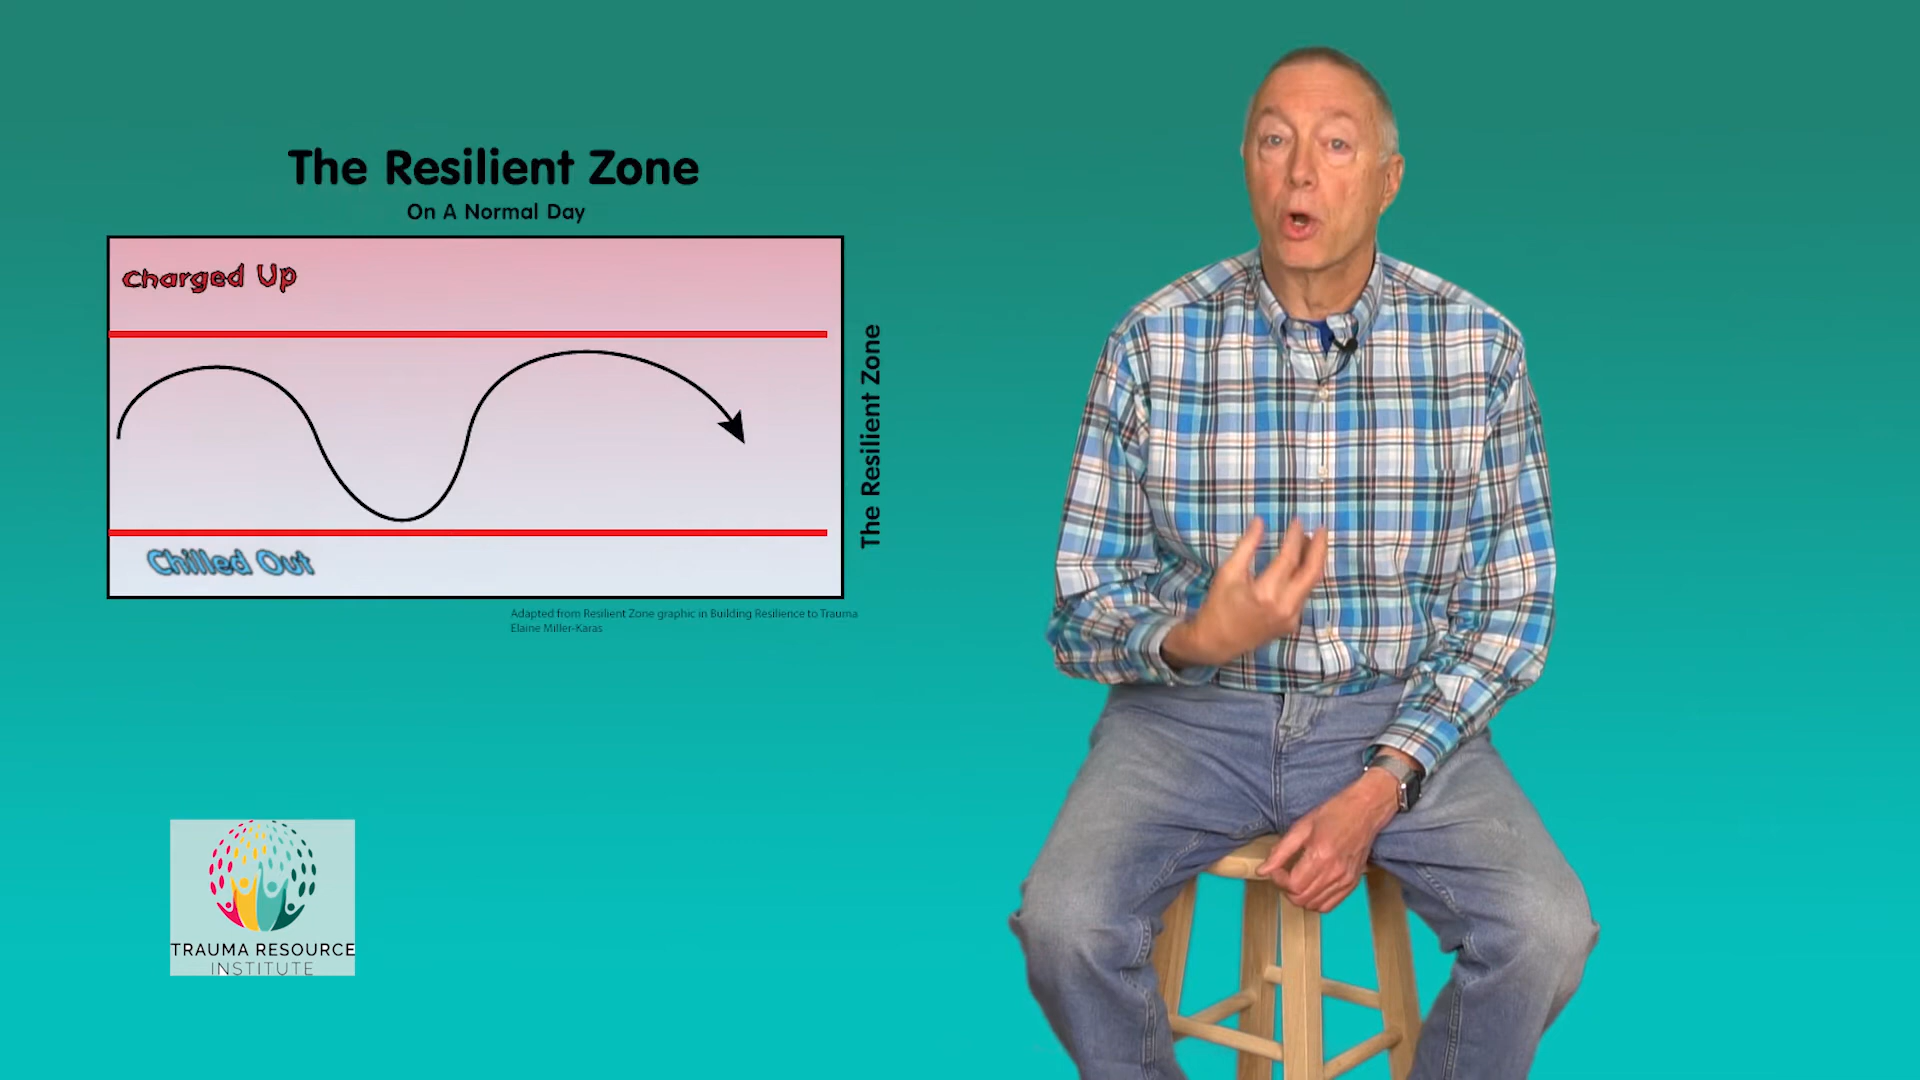 The Resilient Zone
On A Normal Day
Charged Up
Chilled Out
The Resilient Zone
Adapted from Resilient Zone graphic in Building Resilience to Trauma
Elaine Miller-Karas
TRAUMA RESOURCE
INSTITUTE